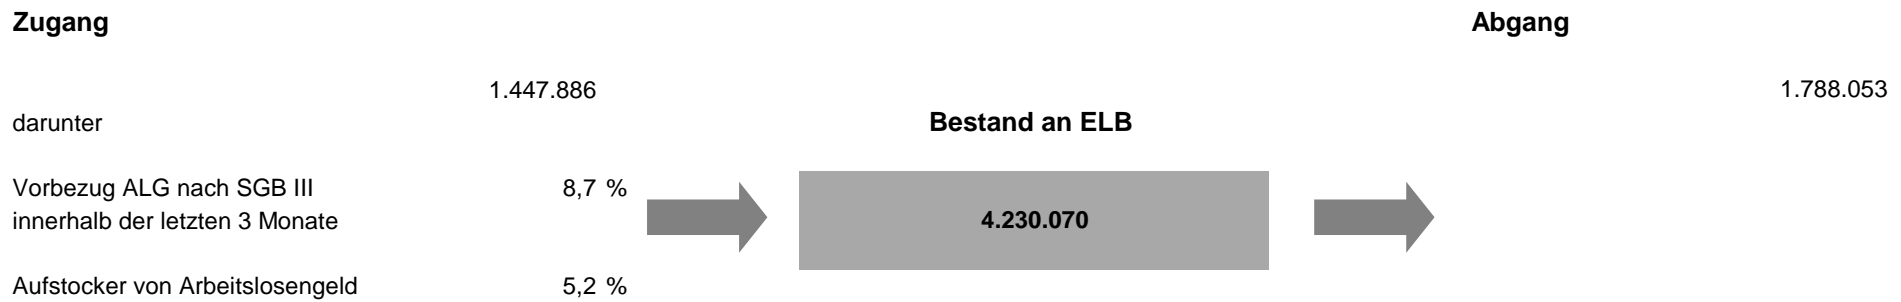 Zugang
Abgang
1.447.886
1.788.053
darunter
Bestand an ELB
Vorbezug ALG nach SGB III 8,7 %
innerhalb der letzten 3 Monate
4.230.070
Aufstocker von Arbeitslosengeld 5,2 %